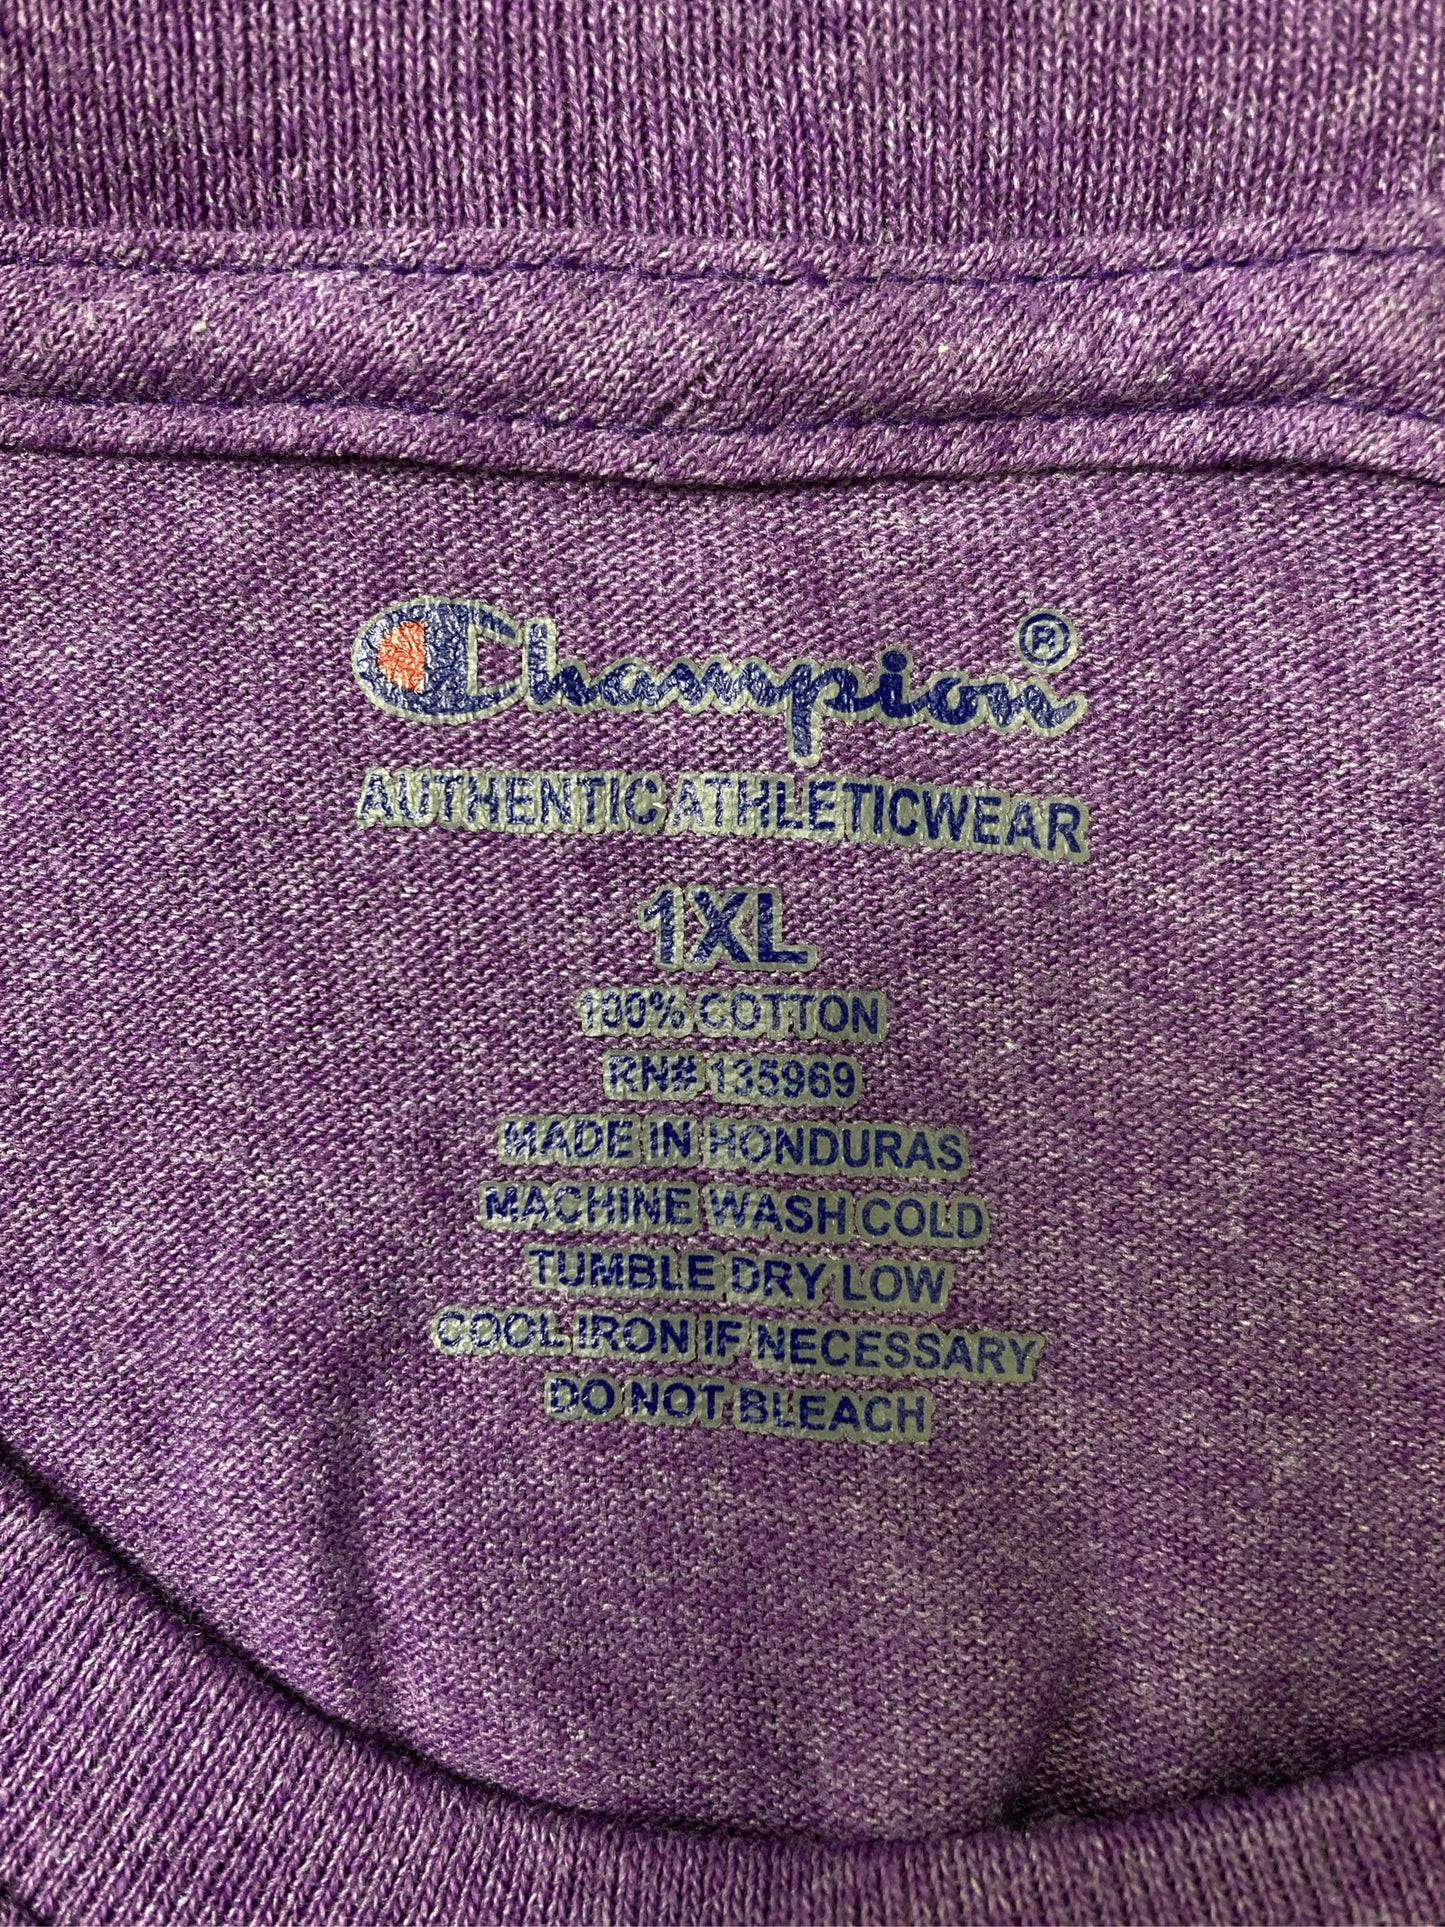 Champion®
AUTHENTIC ATHLETICWEAR
1XL
100% COTTON
RN# 135969
MADE IN HONDURAS
MACHINE WASH COLD
TUMBLE DRY LOW
COOL IRON IF NECESSARY
DO NOT BLEACH